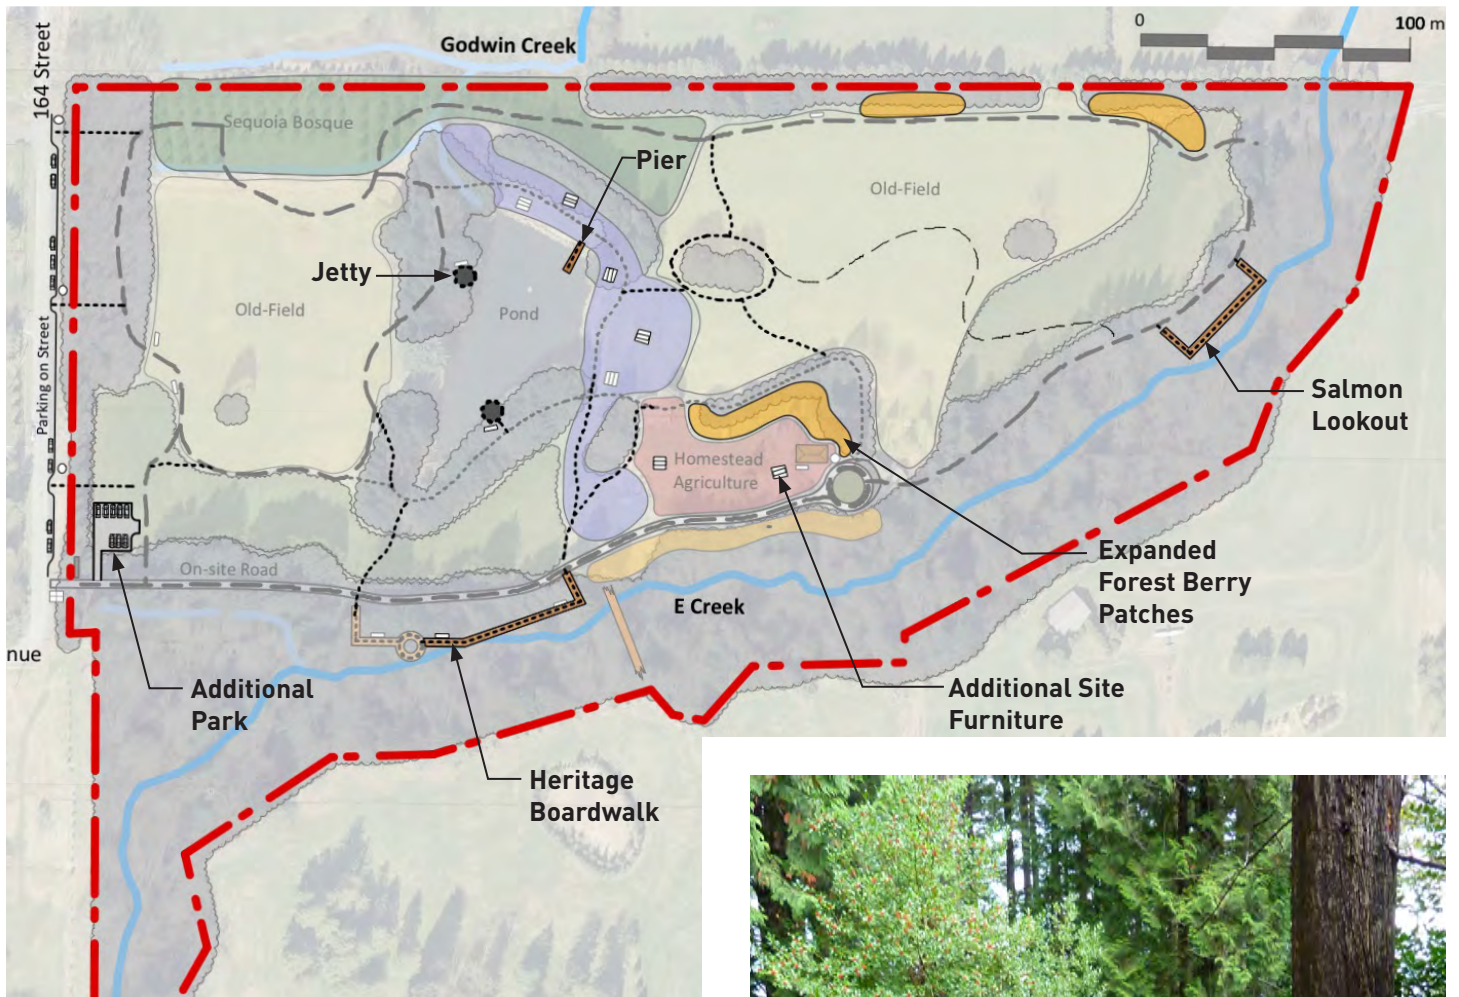 0
100 m
Godwin Creek
164 Street
Sequoia Bosque
Pier
Old-Field
Jetty
Old-Field
Pond
Parking on Street
Salmon
Lookout
Homestead
Agriculture
Expanded
Forest Berry
Patches
On-site Road
E Creek
nue
Additional
Park
Additional Site
Furniture
Heritage
Boardwalk